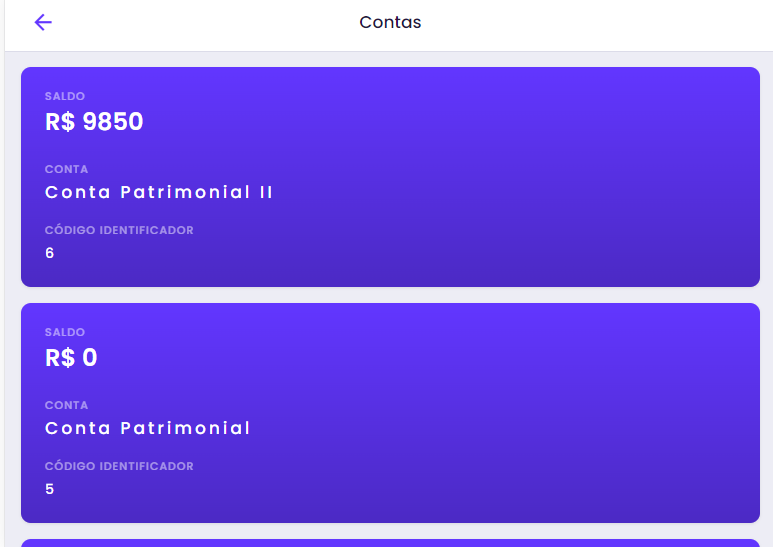 Contas
SALDO
R$ 9850
CONTA
Conta Patrimonial II
CÓDIGO IDENTIFICADOR
6
SALDO
R$ 0
CONTA
Conta Patrimonial
CÓDIGO IDENTIFICADOR
5